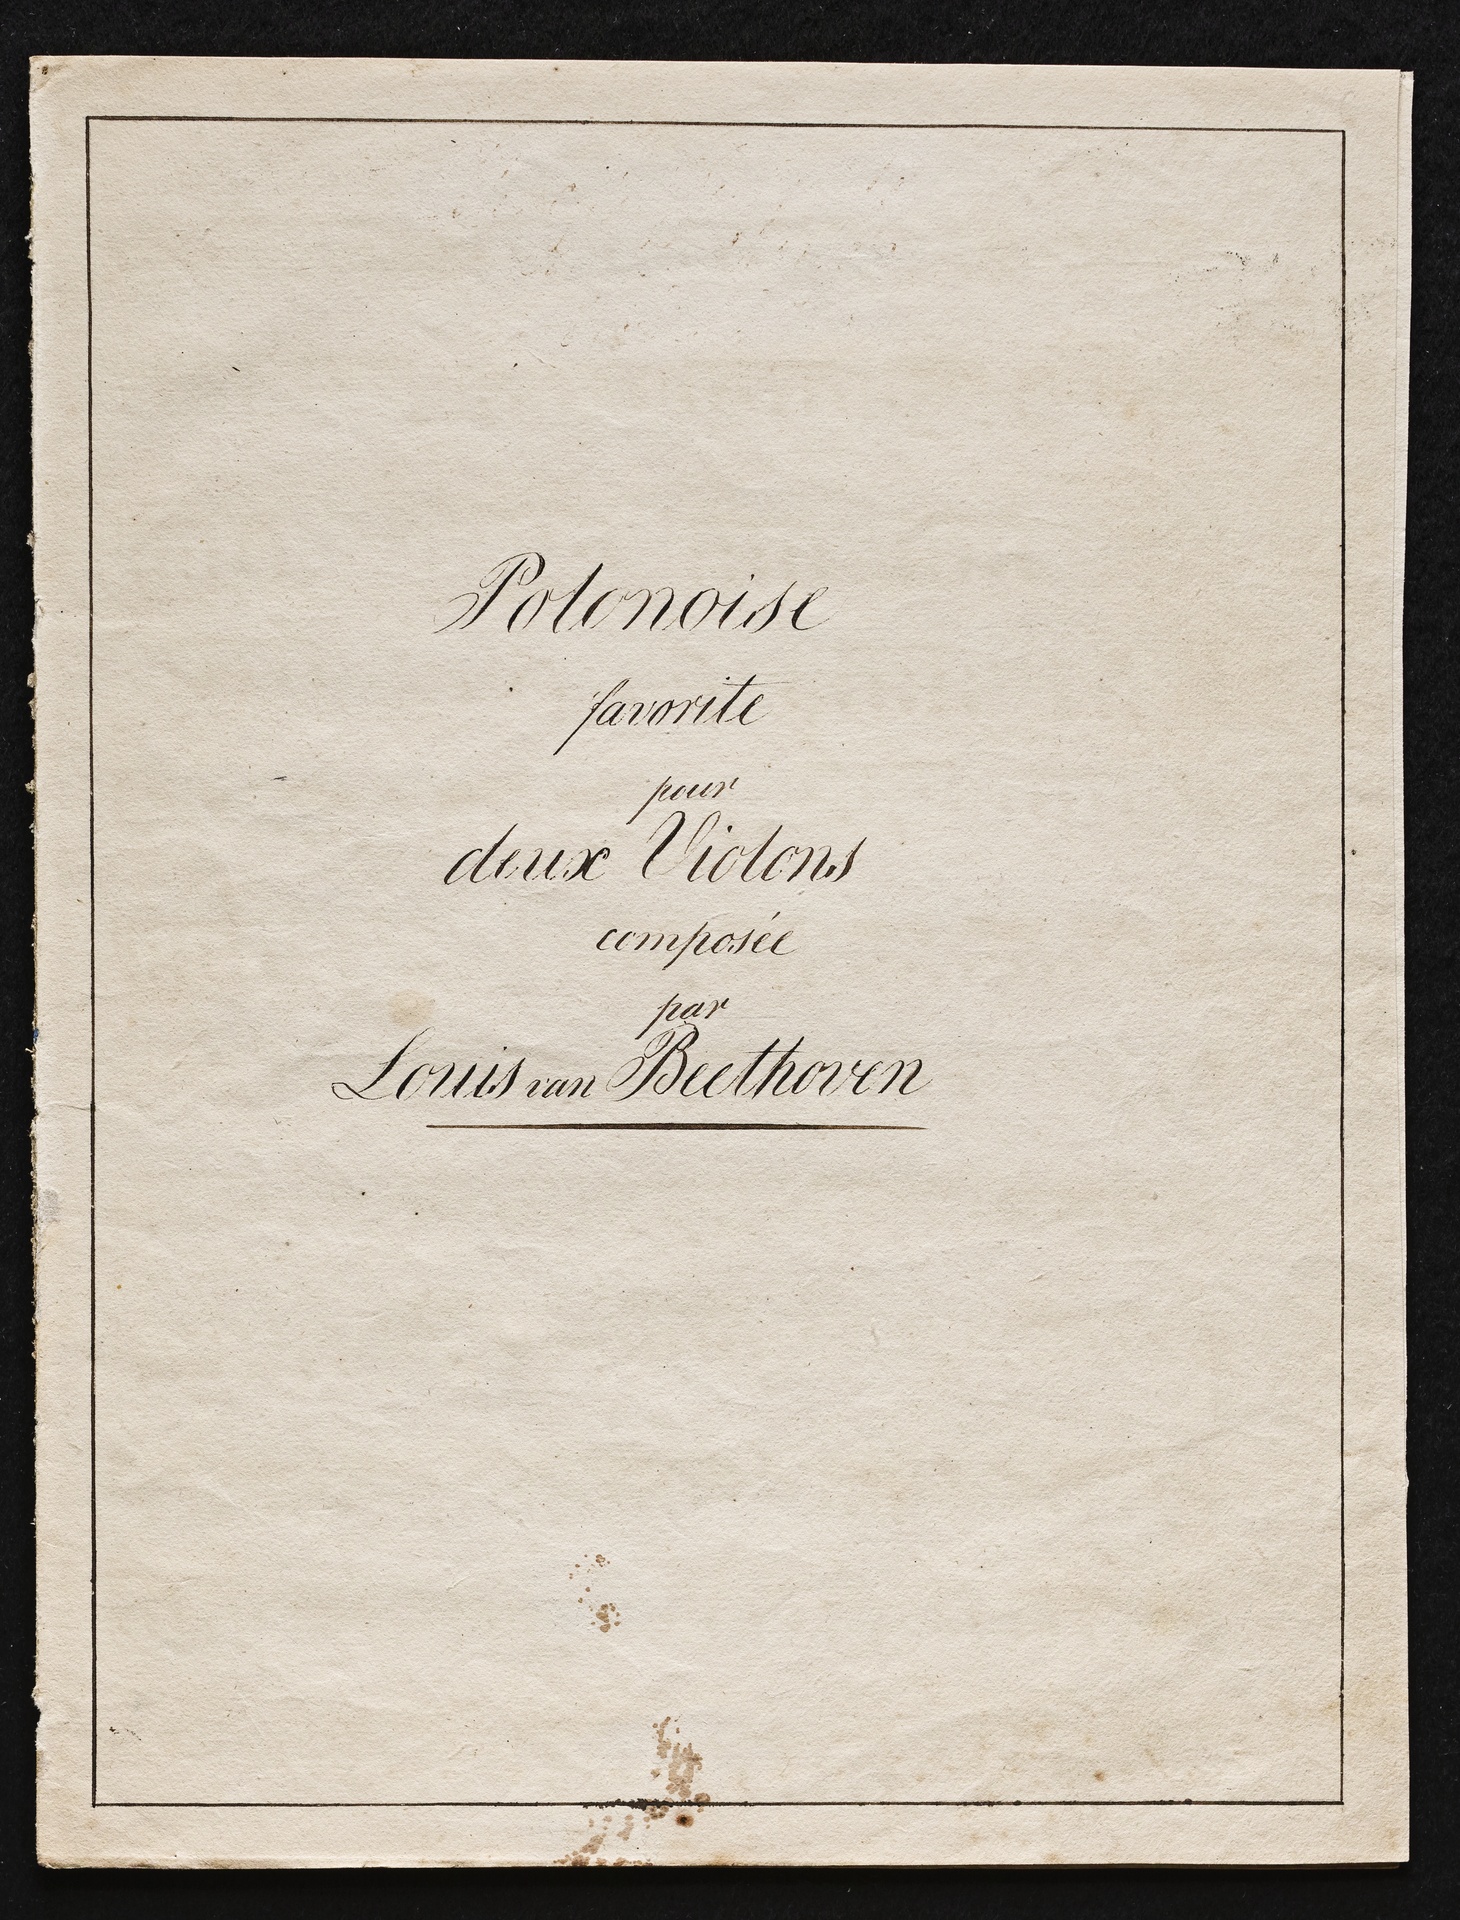 Polonoise
favorite
pour
deux Violons
composée
par
Louis van Beethoven